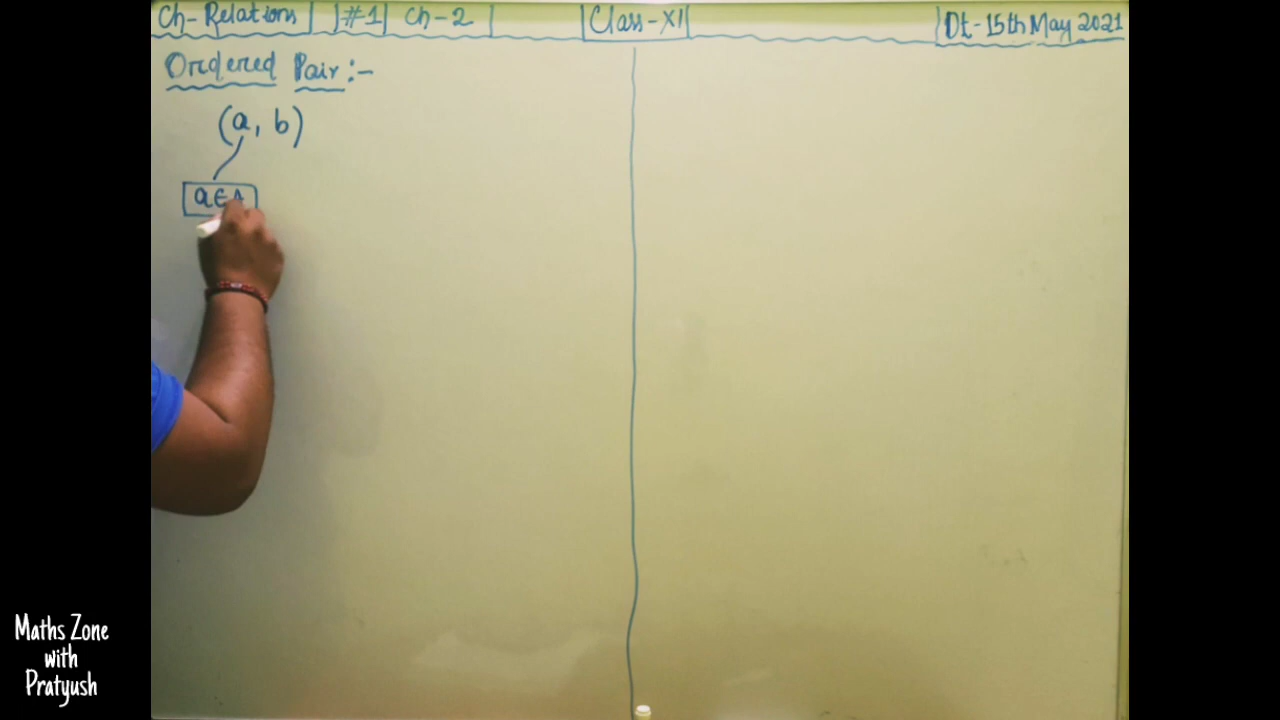 Ch-Relations | #1 | Ch-2 | Class-XI | Dt-15th May 2021
Ordered Pair:-
(a, b)
a∈A
Maths Zone
with
Pratyush